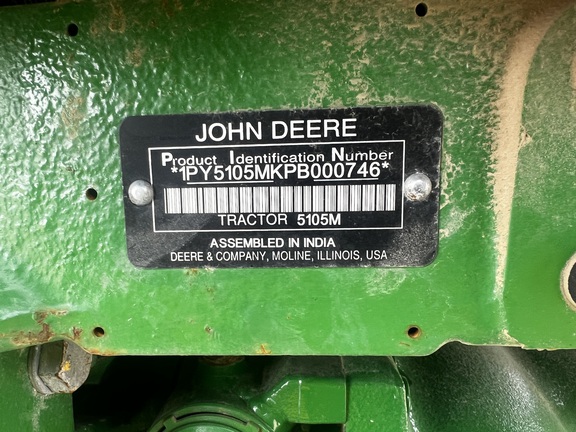 JOHN DEERE
Product Identification Number
*1PY5105MKPB000746*
TRACTOR 5105M
ASSEMBLED IN INDIA
DEERE & COMPANY, MOLINE, ILLINOIS, USA